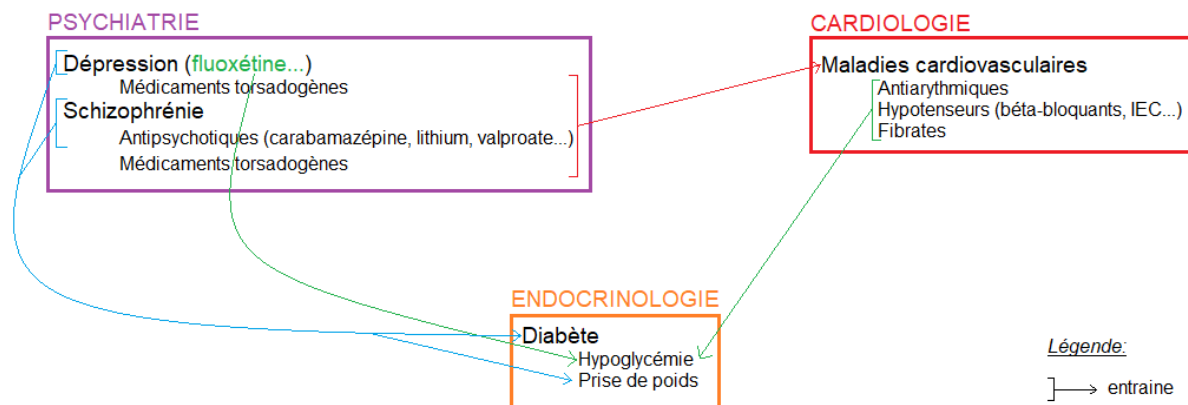 PSYCHIATRIE
Dépression (fluoxétine...)
Médicaments torsadogènes
Schizophrénie
Antipsychotiques (carabamazépine, lithium, valproate...)
Médicaments torsadogènes
CARDIOLOGIE
Maladies cardiovasculaires
Antiarythmiques
Hypotenseurs (béta-bloquants, IEC...)
Fibrates
ENDOCRINOLOGIE
Diabète
Hypoglycémie
Prise de poids
Légende:
entraine